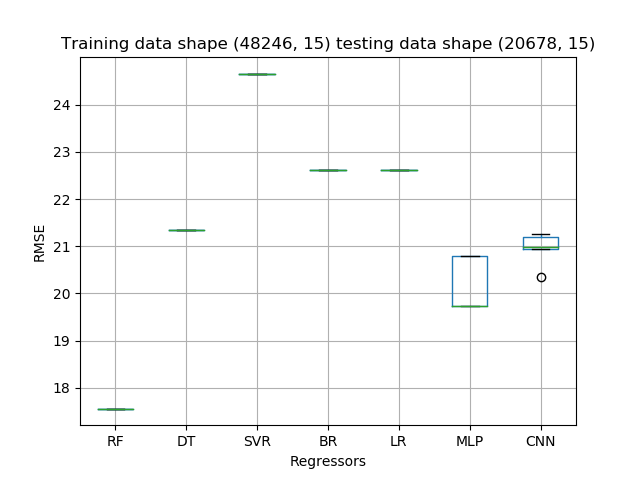 Training data shape (48246, 15) testing data shape (20678, 15)
24
23
22
21
20
19
18
RMSE
RF DT SVR BR LR MLP CNN
Regressors